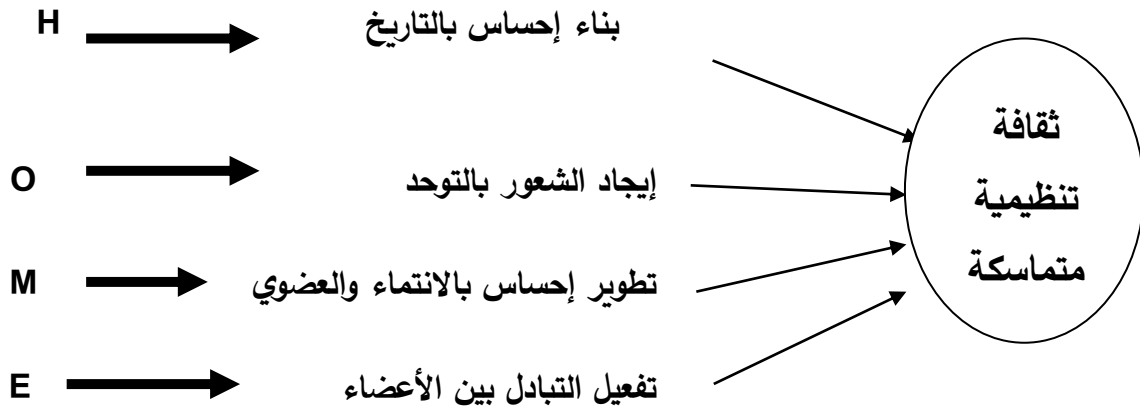 H بناء إحساس بالتاريخ
O إيجاد الشعور بالتوحد
M تطوير إحساس بالانتماء والعضوي
E تفعيل التبادل بين الأعضاء
ثقافة
تنظيمية
متماسكة